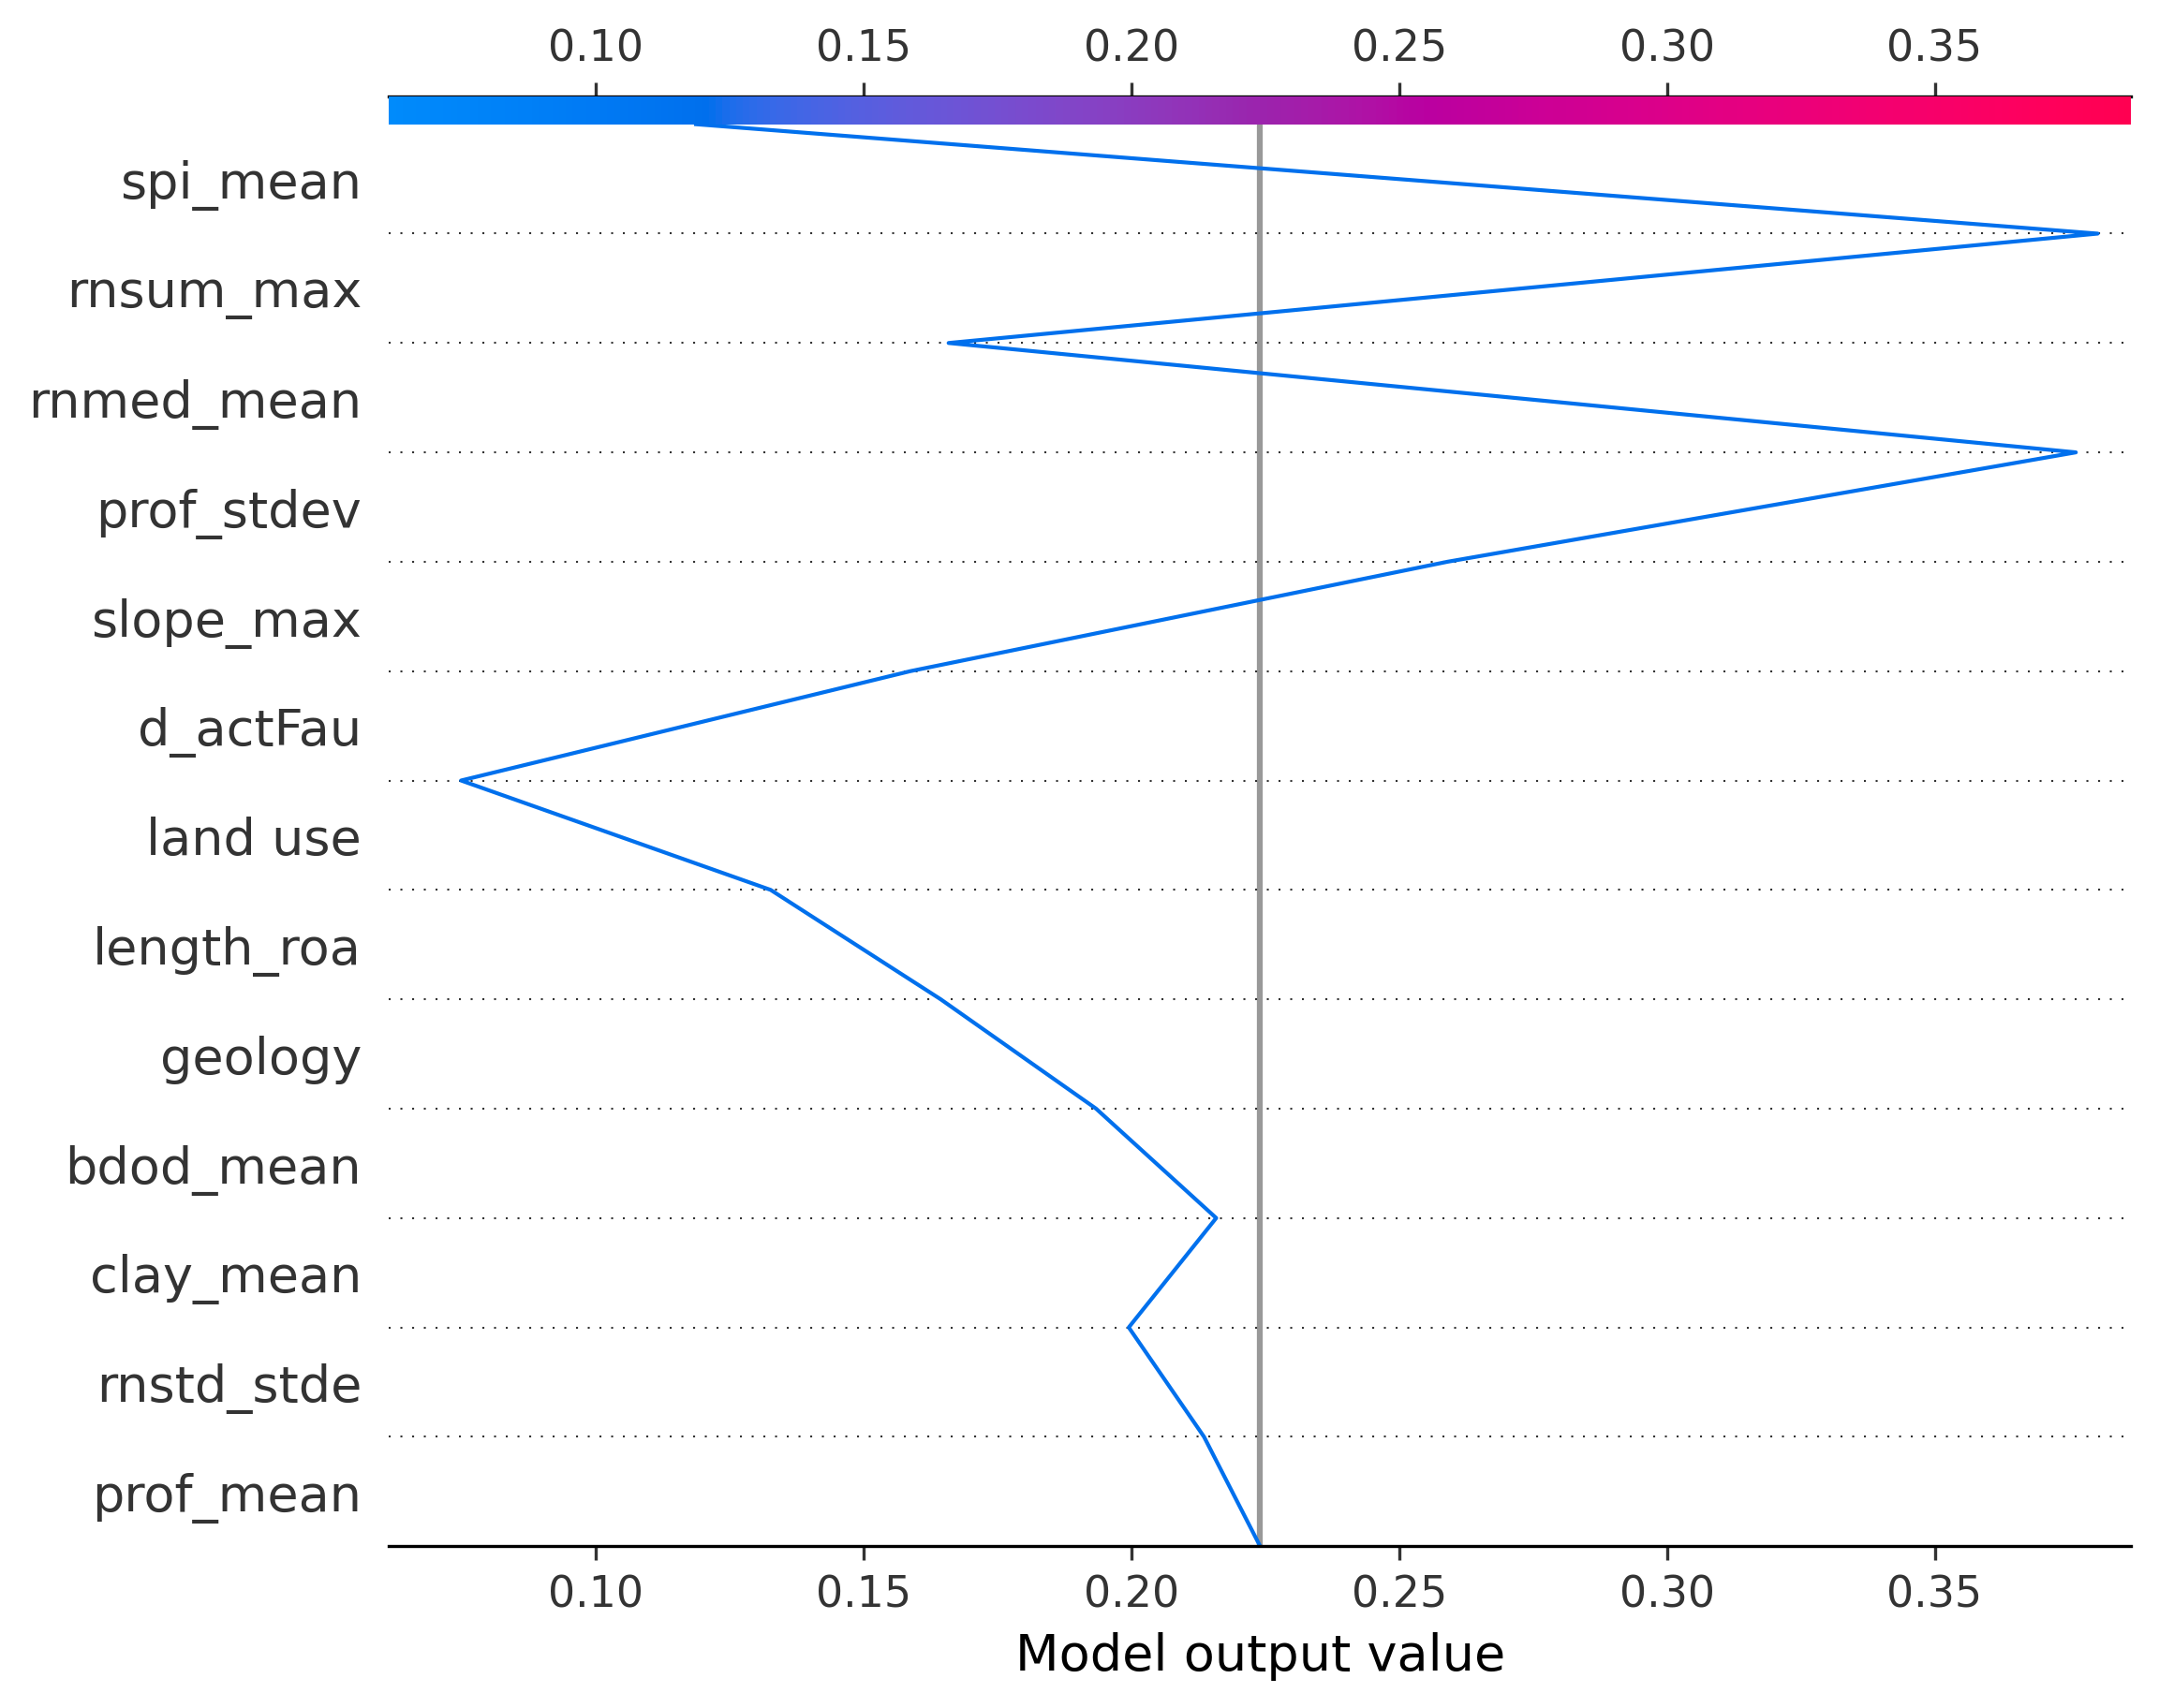 0.10 0.15 0.20 0.25 0.30 0.35
spi_mean
rnsum_max
rnmed_mean
prof_stdev
slope_max
d_actFau
land use
length_roa
geology
bdod_mean
clay_mean
rnstd_stde
prof_mean
0.10 0.15 0.20 0.25 0.30 0.35
Model output value